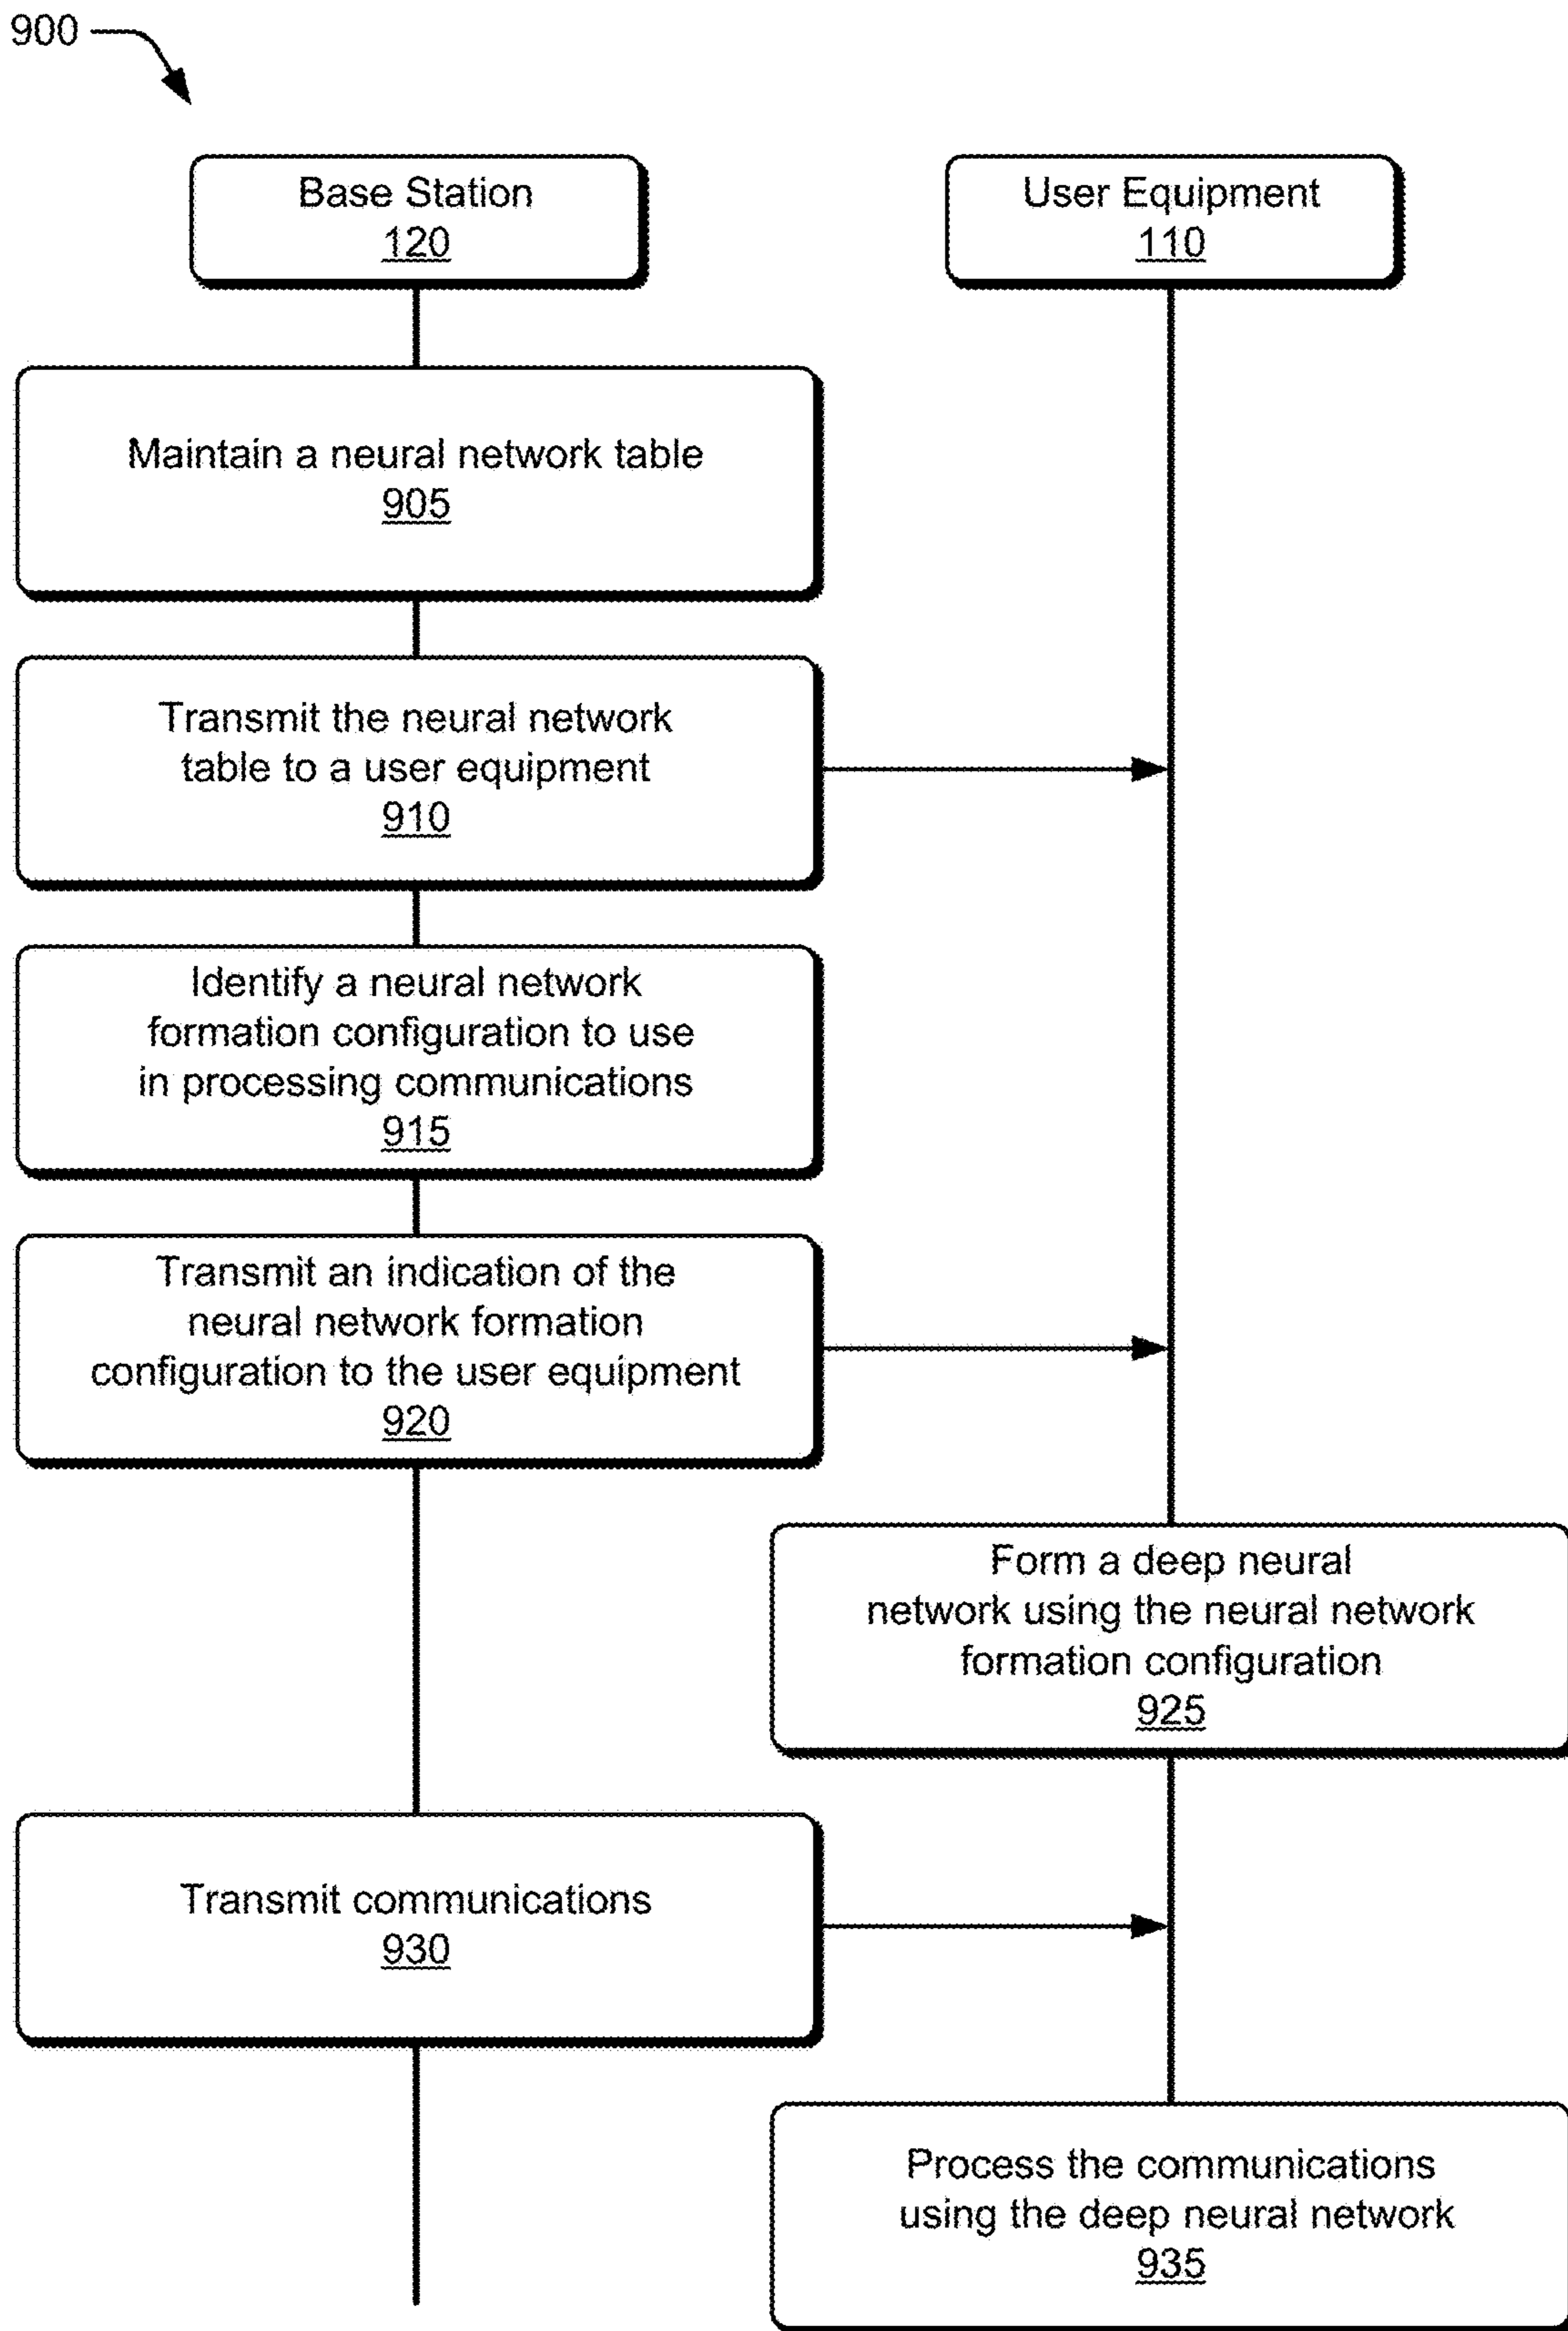 900
Base Station
120
User Equipment
110
Maintain a neural network table
905
Transmit the neural network
table to a user equipment
910
Identify a neural network
formation configuration to use
in processing communications
915
Transmit an indication of the
neural network formation
configuration to the user equipment
920
Form a deep neural
network using the neural network
formation configuration
925
Transmit communications
930
Process the communications
using the deep neural network
935